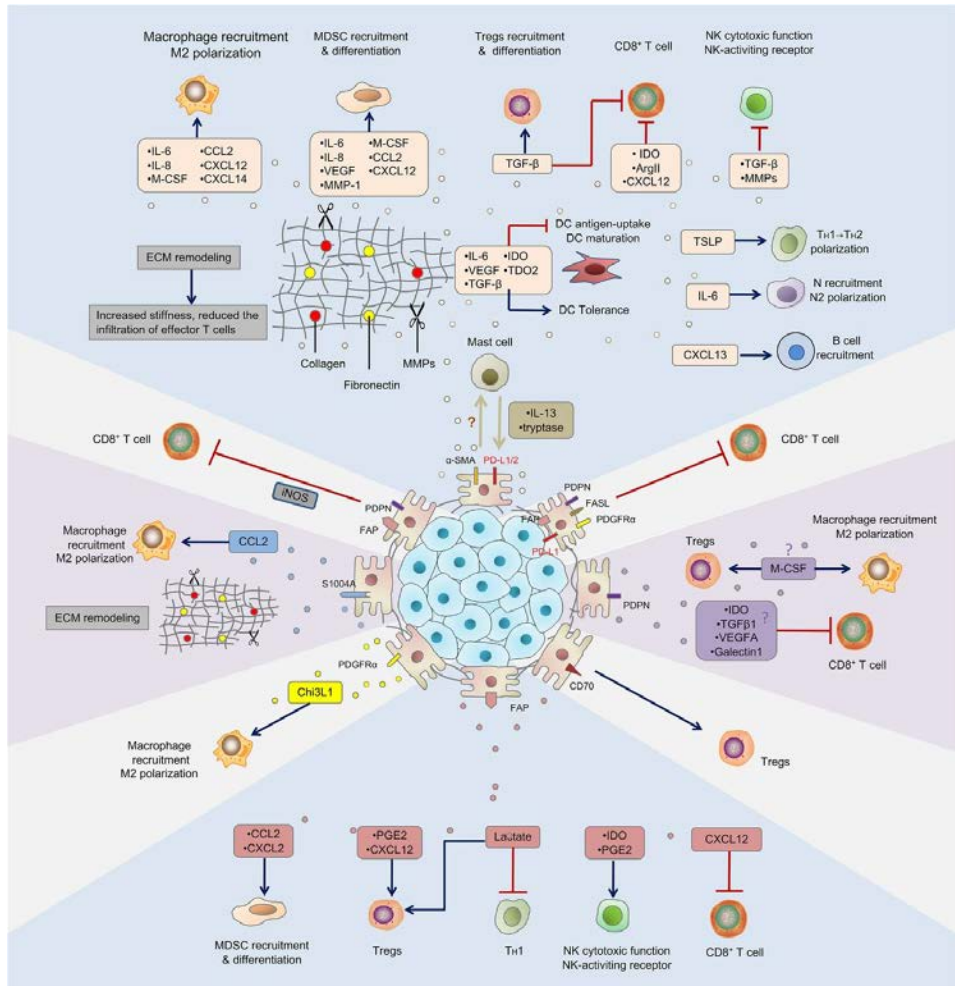 Macrophage recruitment
M2 polarization
MDSC recruitment
& differentiation
Tregs recruitment
& differentiation
CD8⁺ T cell
NK cytotoxic function
NK-activiting receptor
•IL-6 •CCL2
•IL-8 •CXCL12
•M-CSF •CXCL14
•IL-6 •M-CSF
•IL-8 •CCL2
•VEGF •CXCL12
•MMP-1
TGF-β
• IDO
• ArgII
•CXCL12
•TGF-β
•MMPs
ECM remodeling
Increased stiffness, reduced the
infiltration of effector T cells
Collagen
Fibronectin
MMPs
•IL-6 •IDO
•VEGF •TDO2
•TGF-β
DC antigen-uptake
DC maturation
DC Tolerance
TSLP
TH1→TH2
polarization
IL-6
N recruitment
N2 polarization
CXCL13
B cell
recruitment
Mast cell
?
•IL-13
•tryptase
CD8⁺ T cell
iNOS
α-SMA
PD-L1/2
PDPN
FAP
PDPN
FASL
PDGFRα
FAP
PD-L1
CD8⁺ T cell
Macrophage
recruitment
M2 polarization
CCL2
ECM remodeling
S1004A
PDPN
Tregs
?
M-CSF
Macrophage recruitment
M2 polarization
•IDO
•TGFβ1
•VEGFA
•Galectin1
?
CD8⁺ T cell
PDGFRα
Chi3L1
Macrophage
recruitment
M2 polarization
FAP
CD70
Tregs
•CCL2
•CXCL2
•PGE2
•CXCL12
Lactate
•IDO
•PGE2
CXCL12
MDSC recruitment
& differentiation
Tregs
TH1
NK cytotoxic function
NK-activiting receptor
CD8⁺ T cell